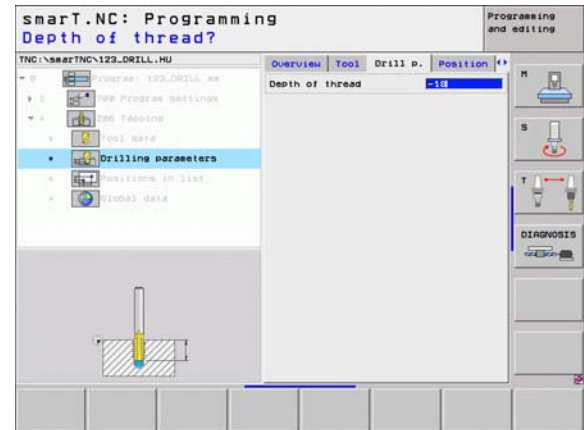 smarT.NC: Programming
Depth of thread?
Programming
and editing
TNC:\smarTNC\123_DRILL.HU
Overview Tool Drill p. Position
0 Program: 123_DRILL mm
Depth of thread
1 700 Program settings
M
206 Tapping
S
Tool data
Drilling parameters
T
Positions in list
Global data
DIAGNOSIS